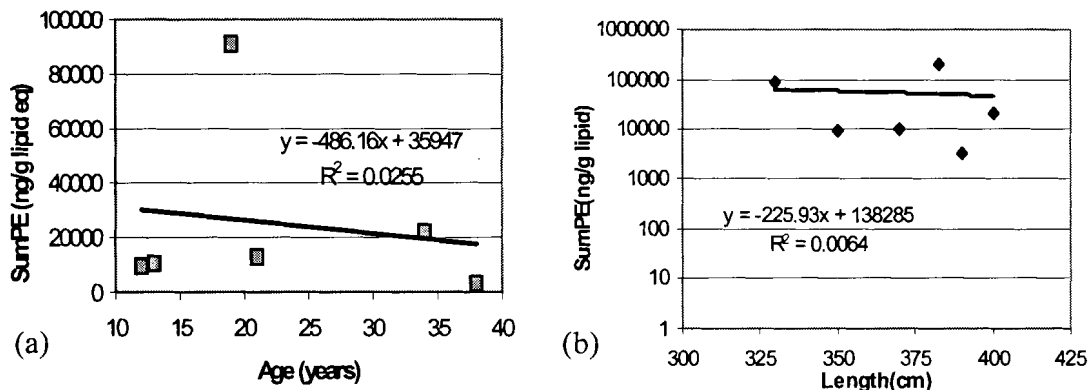 100000
80000
60000
40000
20000
0
SumPE (ng/g lipid eq)
y = -486.16x + 35947
R² = 0.0255
10 15 20 25 30 35 40
Age (years)
(a)
1000000
100000
10000
1000
100
10
1
SumPE(ng/g lipid)
y = -225.93x + 138285
R² = 0.0064
300 325 350 375 400 425
Length(cm)
(b)